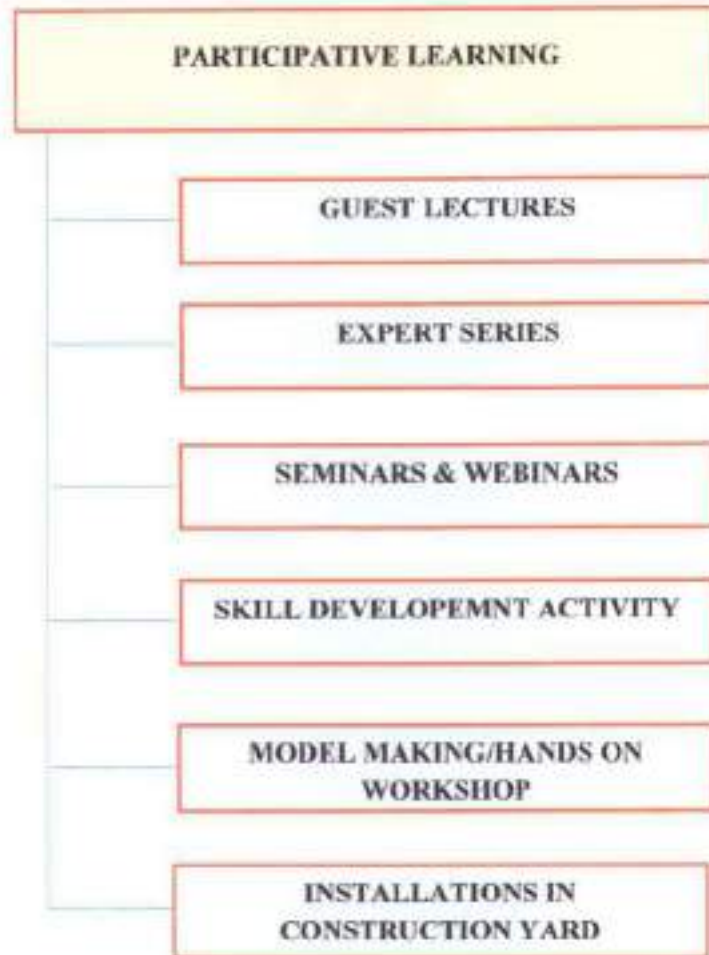 PARTICIPATIVE LEARNING
GUEST LECTURES
EXPERT SERIES
SEMINARS & WEBINARS
SKILL DEVELOPEMNT ACTIVITY
MODEL MAKING/HANDS ON
WORKSHOP
INSTALLATIONS IN
CONSTRUCTION YARD